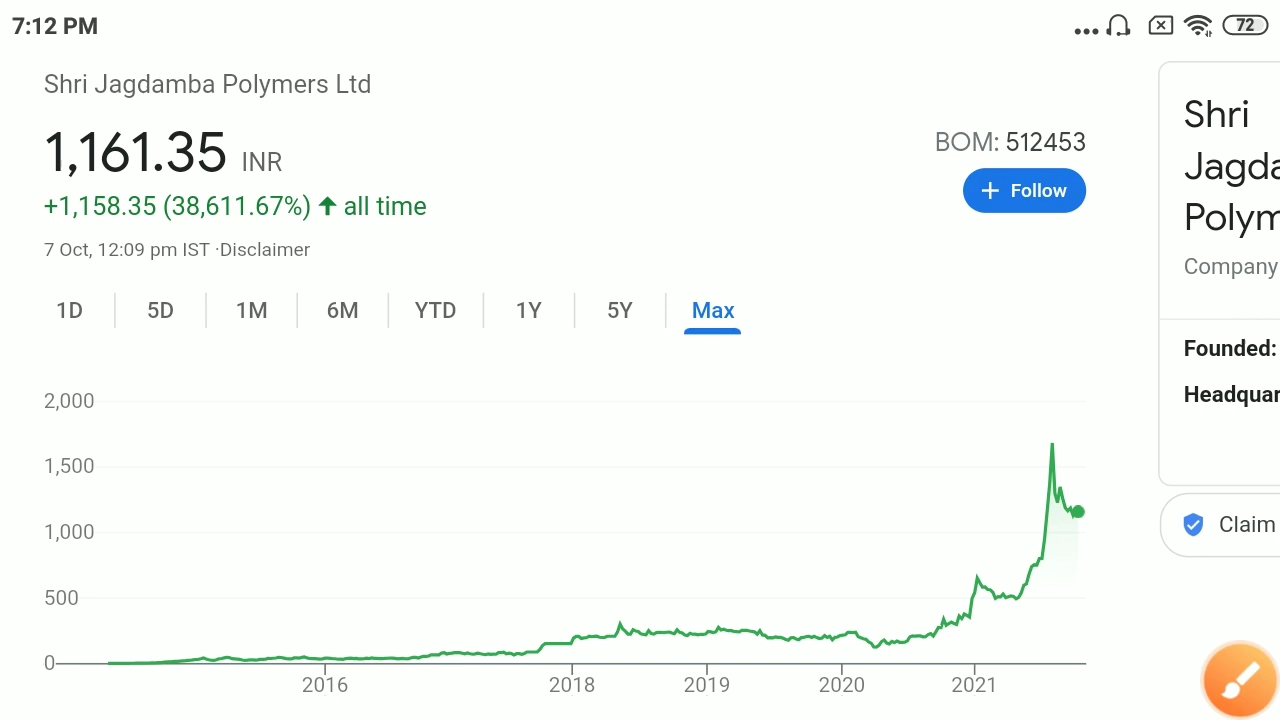 7:12 PM
72
Shri Jagdamba Polymers Ltd
1,161.35 INR
+1,158.35 (38,611.67%) ↑ all time
7 Oct, 12:09 pm IST ·Disclaimer
BOM: 512453
+ Follow
1D 5D 1M 6M YTD 1Y 5Y Max
2,000
1,500
1,000
500
0
2016 2018 2019 2020 2021
Shri
Jagda
Polym
Company
Founded:
Headquar
Claim